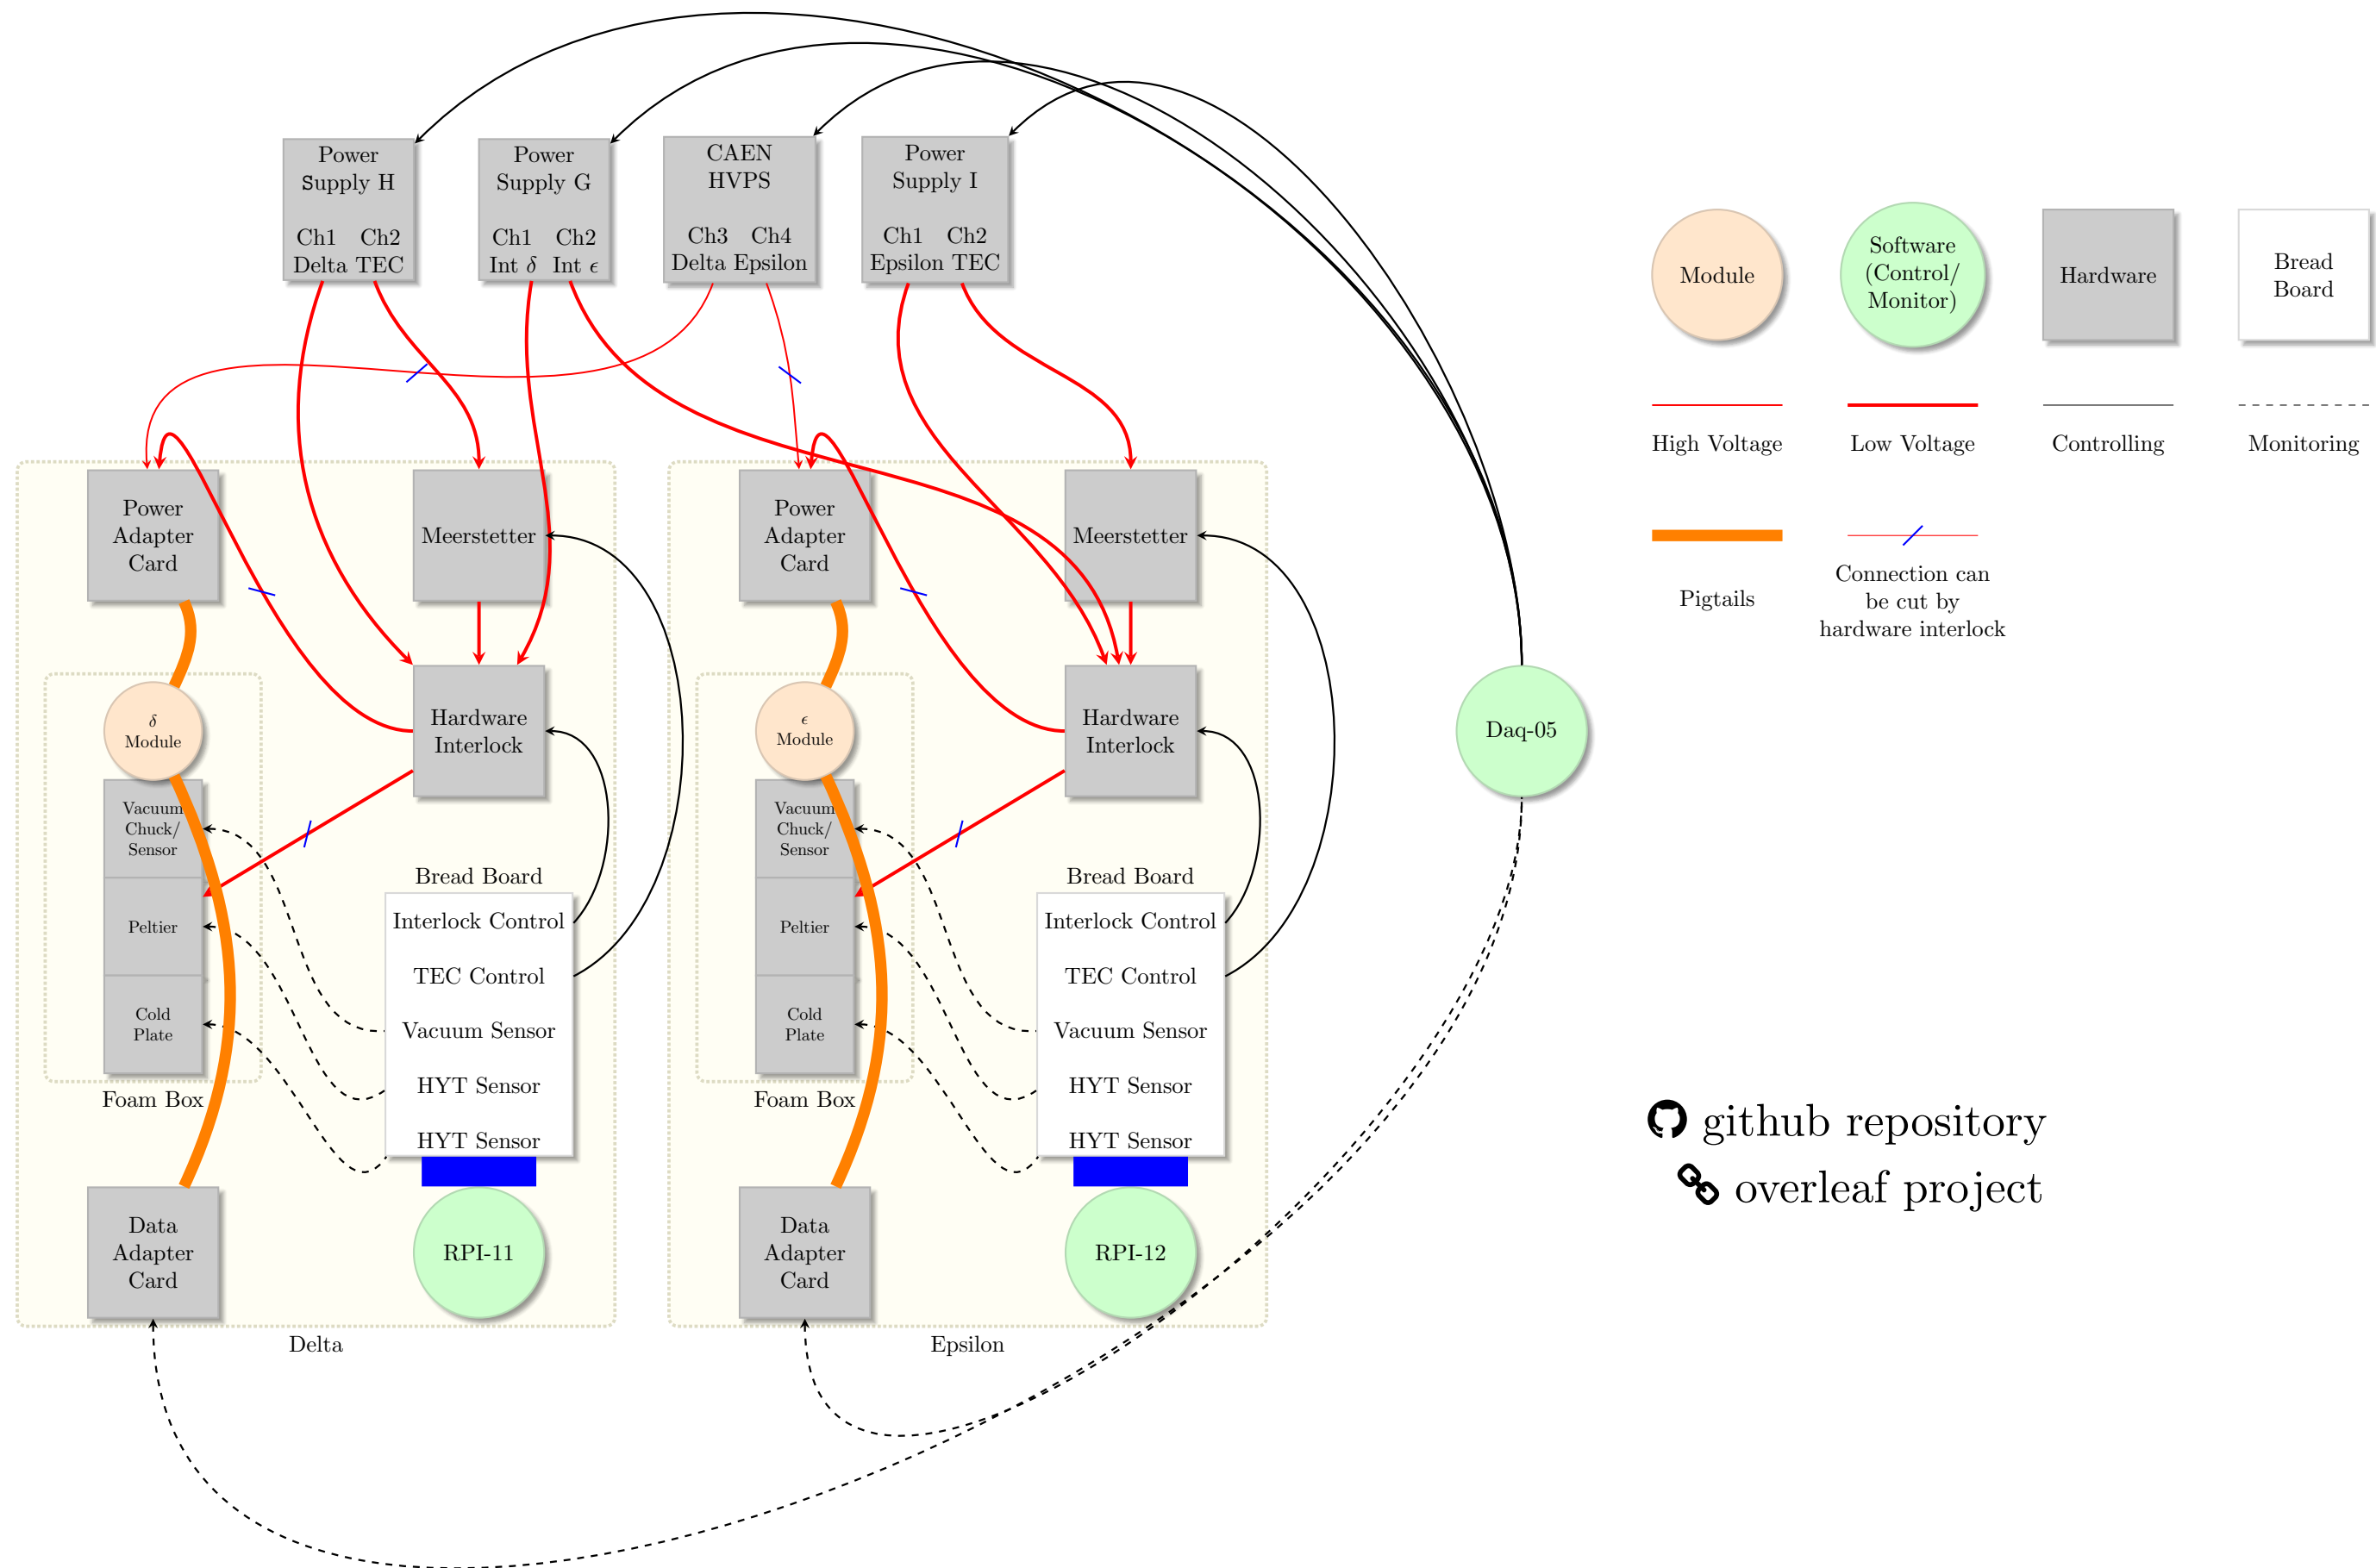 Power
Supply H
Ch1 Ch2
Delta TEC
Power
Supply G
Ch1 Ch2
Int δ Int ϵ
CAEN
HVPS
Ch3 Ch4
Delta Epsilon
Power
Supply I
Ch1 Ch2
Epsilon TEC
Module
Software
(Control/
Monitor)
Hardware
Bread
Board
High Voltage
Low Voltage
Controlling
Monitoring
Pigtails
Connection can
be cut by
hardware interlock
Power
Adapter
Card
Meerstetter
δ
Module
Hardware
Interlock
Vacuum
Chuck/
Sensor
Peltier
Cold
Plate
Foam Box
Bread Board
Interlock Control
TEC Control
Vacuum Sensor
HYT Sensor
HYT Sensor
Data
Adapter
Card
RPI-11
Delta
Power
Adapter
Card
Meerstetter
ϵ
Module
Hardware
Interlock
Vacuum
Chuck/
Sensor
Peltier
Cold
Plate
Foam Box
Bread Board
Interlock Control
TEC Control
Vacuum Sensor
HYT Sensor
HYT Sensor
Data
Adapter
Card
RPI-12
Epsilon
Daq-05
github repository
overleaf project